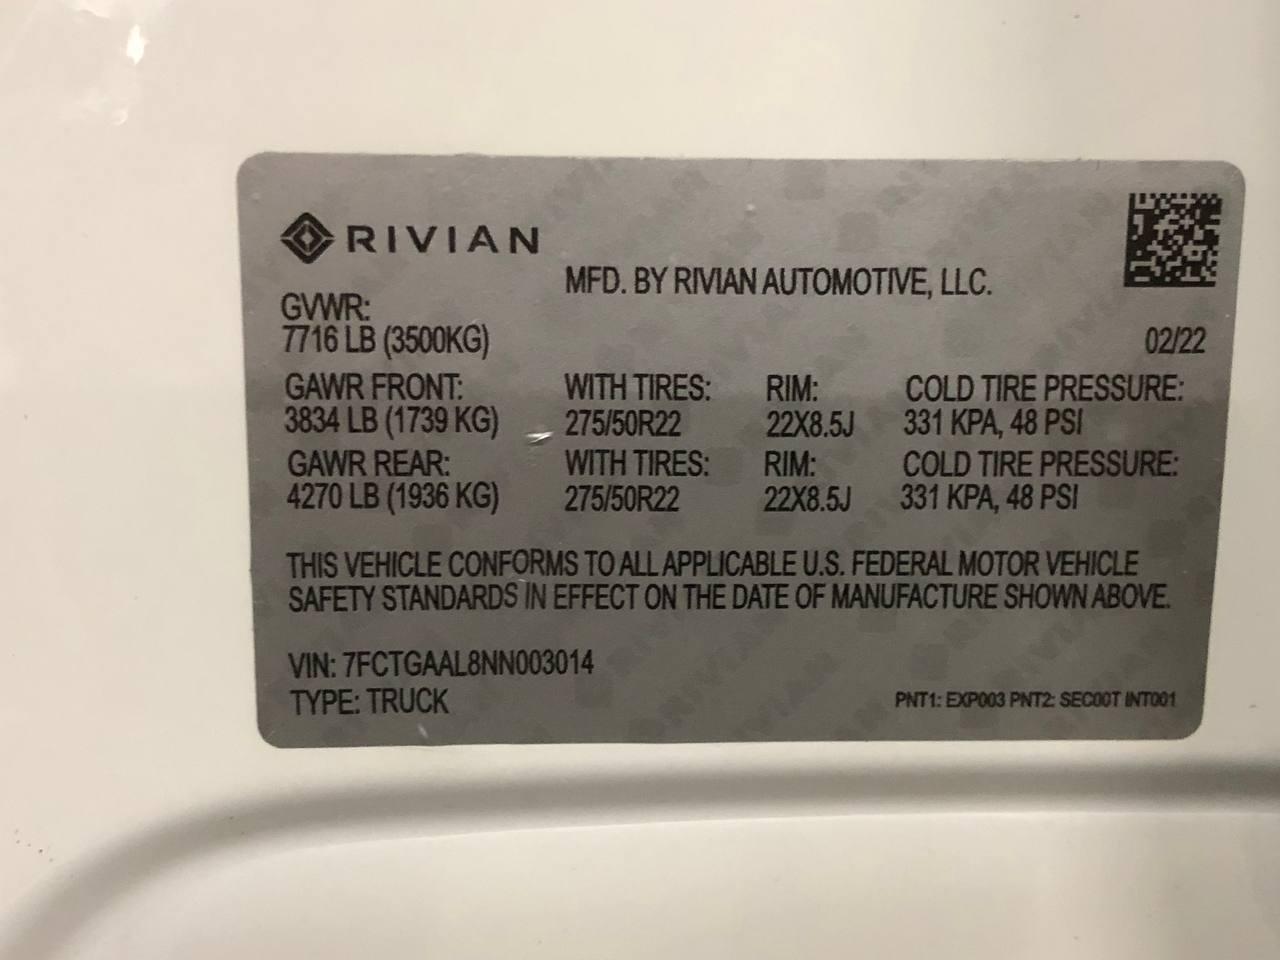 RIVIAN
MFD. BY RIVIAN AUTOMOTIVE, LLC.
GVWR:
7716 LB (3500KG)
02/22
GAWR FRONT: WITH TIRES: RIM: COLD TIRE PRESSURE:
3834 LB (1739 KG) 275/50R22 22X8.5J 331 KPA, 48 PSI
GAWR REAR: WITH TIRES: RIM: COLD TIRE PRESSURE:
4270 LB (1936 KG) 275/50R22 22X8.5J 331 KPA, 48 PSI
THIS VEHICLE CONFORMS TO ALL APPLICABLE U.S. FEDERAL MOTOR VEHICLE
SAFETY STANDARDS IN EFFECT ON THE DATE OF MANUFACTURE SHOWN ABOVE.
VIN: 7FCTGAAL8NN003014
TYPE: TRUCK
PNT1: EXP003 PNT2: SEC00T INT001